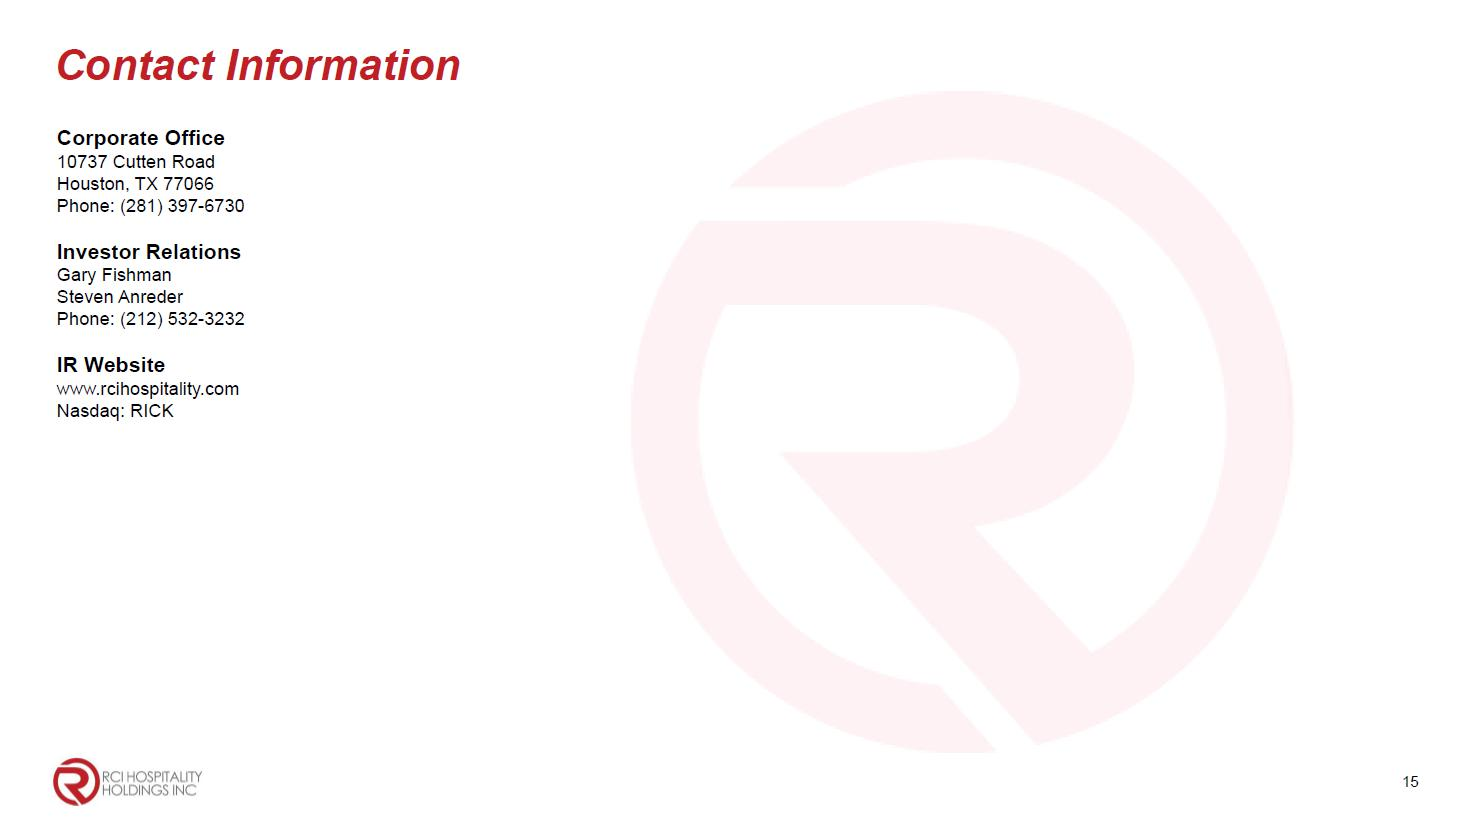 Contact Information
Corporate Office
10737 Cutten Road
Houston, TX 77066
Phone: (281) 397-6730
Investor Relations
Gary Fishman
Steven Anreder
Phone: (212) 532-3232
IR Website
www.rcihospitality.com
Nasdaq: RICK
RCI HOSPITALITY
HOLDINGS INC
15